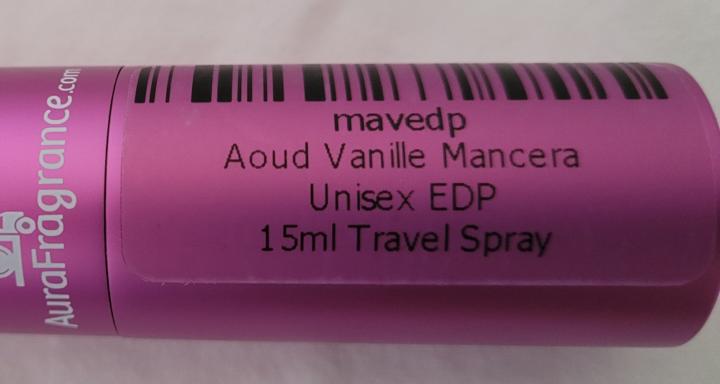 AuraFragrance.com
mavedp
Aoud Vanille Mancera
Unisex EDP
15ml Travel Spray